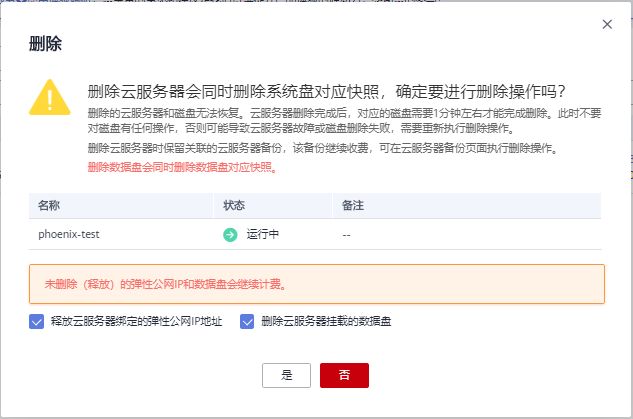 删除
删除云服务器会同时删除系统盘对应快照，确定要进行删除操作吗？
删除的云服务器和磁盘无法恢复。云服务器删除完成后，对应的磁盘需要1分钟左右才能完成删除。此时不要
对磁盘有任何操作，否则可能导致云服务器故障或磁盘删除失败，需要重新执行删除操作。
删除云服务器时保留关联的云服务器备份，该备份继续收费，可在云服务器备份页面执行删除操作。
删除数据盘会同时删除数据盘对应快照。
名称 状态 备注
phoenix-test 运行中 --
未删除（释放）的弹性公网IP和数据盘会继续计费。
释放云服务器绑定的弹性公网IP地址 删除云服务器挂载的数据盘
是 否